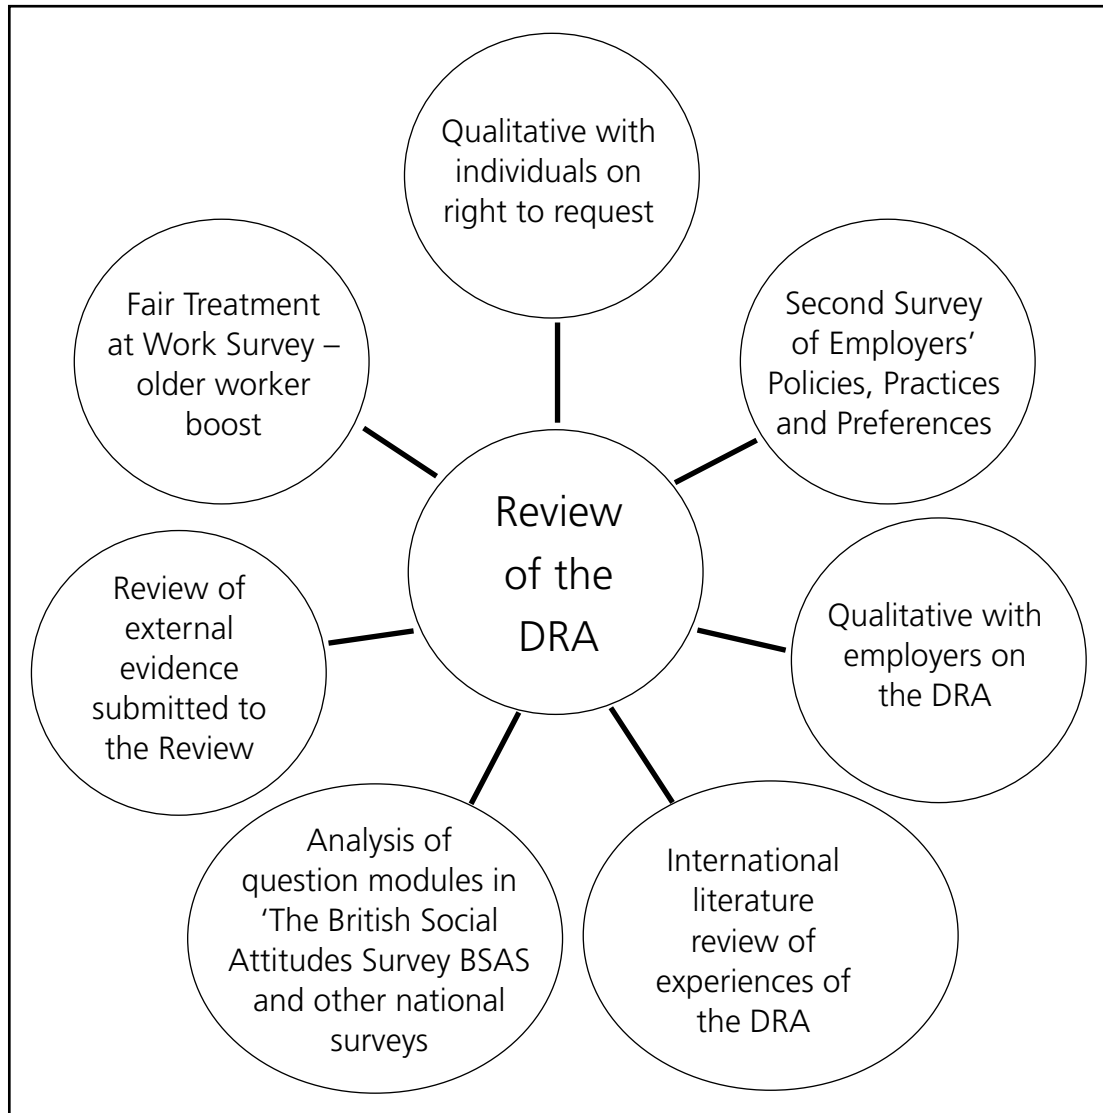 Qualitative with
individuals on
right to request
Fair Treatment
at Work Survey –
older worker
boost
Second Survey
of Employers’
Policies, Practices
and Preferences
Review
of the
DRA
Review of
external
evidence
submitted to
the Review
Qualitative with
employers on
the DRA
Analysis of
question modules in
‘The British Social
Attitudes Survey BSAS
and other national
surveys
International
literature
review of
experiences of
the DRA